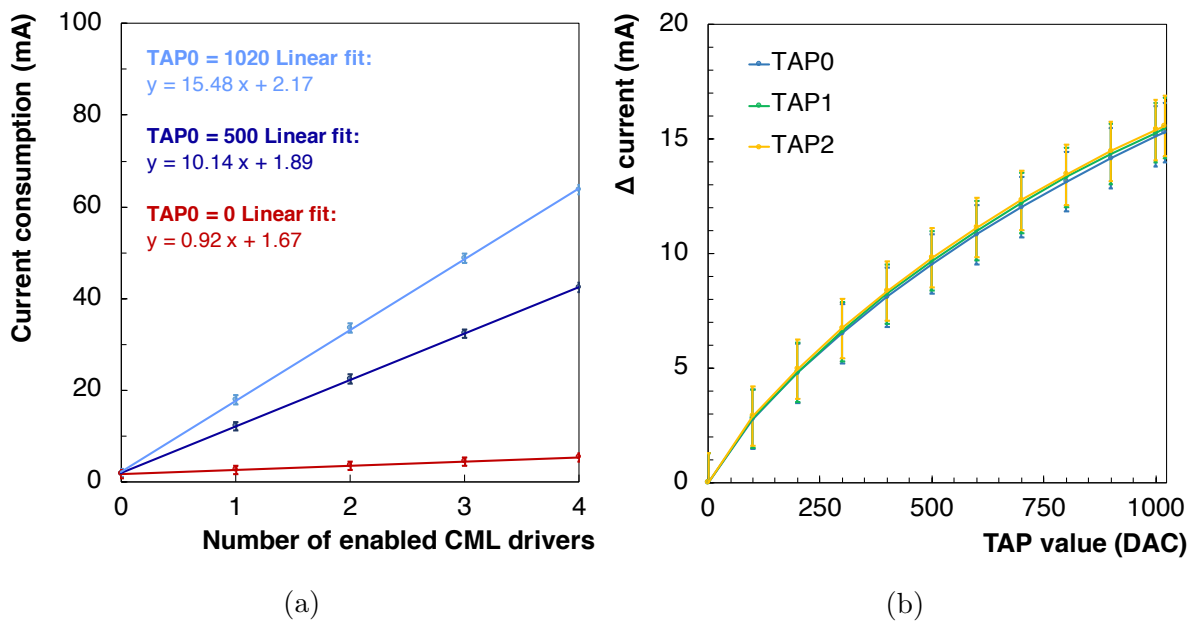 Current consumption (mA)
100
80
60
40
20
0
TAP0 = 1020 Linear fit:
y = 15.48 x + 2.17
TAP0 = 500 Linear fit:
y = 10.14 x + 1.89
TAP0 = 0 Linear fit:
y = 0.92 x + 1.67
0 1 2 3 4
Number of enabled CML drivers
(a)
Δ current (mA)
20
15
10
5
0
TAP0
TAP1
TAP2
0 250 500 750 1000
TAP value (DAC)
(b)